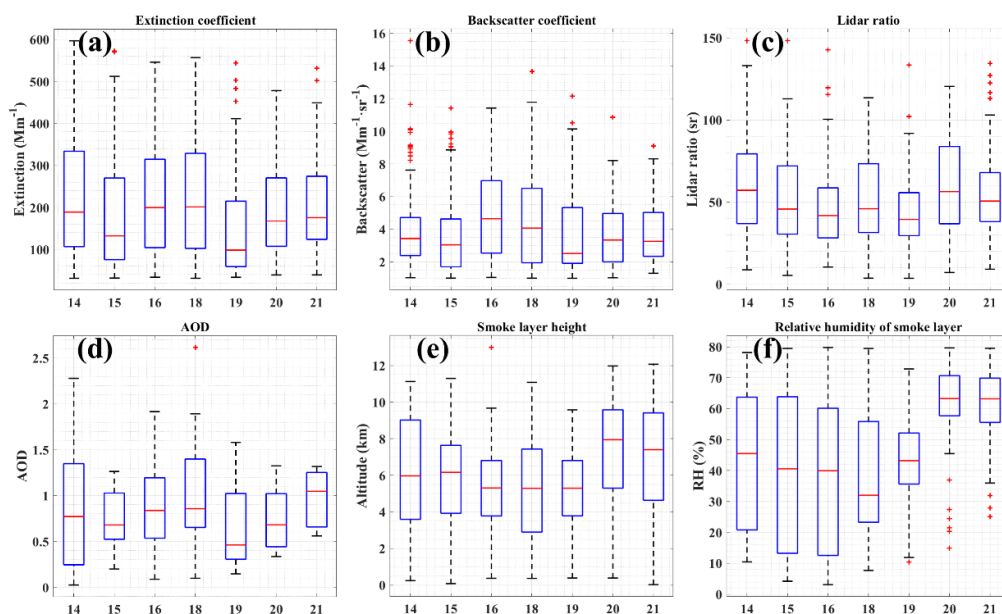 Extinction coefficient
(a)
Extinction (Mm⁻¹)
600
500
400
300
200
100
14 15 16 18 19 20 21
Backscatter coefficient
(b)
Backscatter (Mm⁻¹·sr⁻¹)
16
14
12
10
8
6
4
2
14 15 16 18 19 20 21
Lidar ratio
(c)
Lidar ratio (sr)
150
100
50
0
14 15 16 18 19 20 21
AOD
(d)
AOD
2.5
2
1.5
1
0.5
0
14 15 16 18 19 20 21
Smoke layer height
(e)
Altitude (km)
12
10
8
6
4
2
0
14 15 16 18 19 20 21
Relative humidity of smoke layer
(f)
RH (%)
80
70
60
50
40
30
20
10
0
14 15 16 18 19 20 21